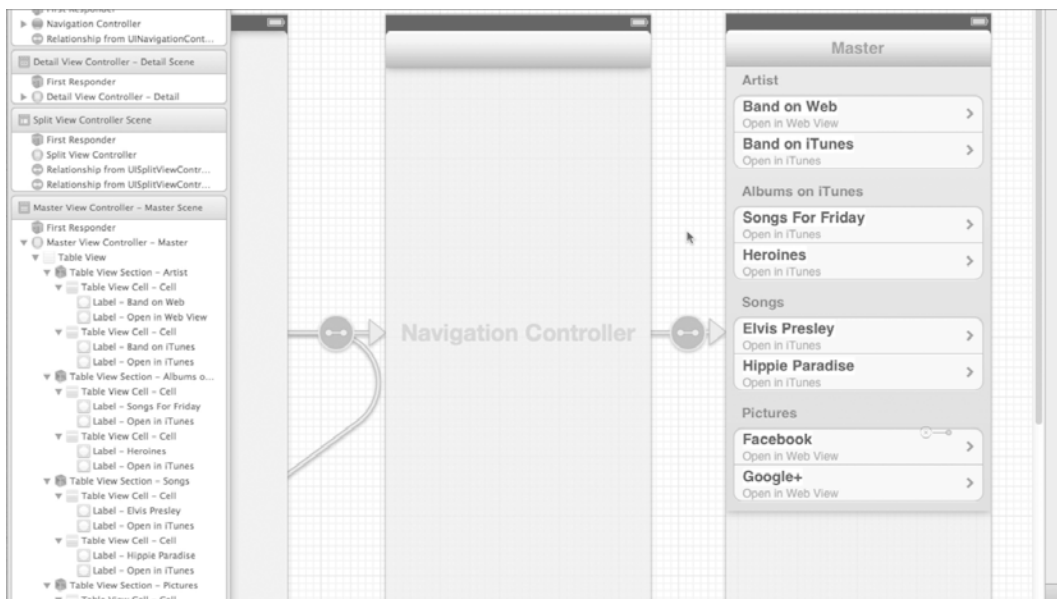 Navigation Controller
Relationship from UINavigationCont...
Detail View Controller – Detail Scene
First Responder
Detail View Controller – Detail
Split View Controller Scene
First Responder
Split View Controller
Relationship from UISplitViewContr...
Relationship from UISplitViewContr...
Master View Controller – Master Scene
First Responder
Master View Controller – Master
Table View
Table View Section – Artist
Table View Cell – Cell
Label – Band on Web
Label – Open in Web View
Table View Cell – Cell
Label – Band on iTunes
Label – Open in iTunes
Table View Section – Albums o...
Table View Cell – Cell
Label – Songs For Friday
Label – Open in iTunes
Table View Cell – Cell
Label – Heroines
Label – Open in iTunes
Table View Section – Songs
Table View Cell – Cell
Label – Elvis Presley
Label – Open in iTunes
Table View Cell – Cell
Label – Hippie Paradise
Label – Open in iTunes
Table View Section – Pictures
Navigation Controller
Master
Artist
Band on Web
Open in Web View
Band on iTunes
Open in iTunes
Albums on iTunes
Songs For Friday
Open in iTunes
Heroines
Open in iTunes
Songs
Elvis Presley
Open in iTunes
Hippie Paradise
Open in iTunes
Pictures
Facebook
Open in Web View
Google+
Open in Web View